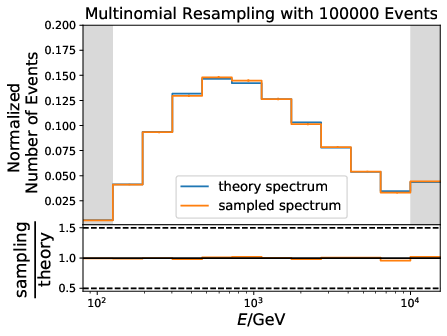 Multinomial Resampling with 100000 Events
Normalized
Number of Events
0.200
0.175
0.150
0.125
0.100
0.075
0.050
0.025
theory spectrum
sampled spectrum
sampling
theory
1.5
1.0
0.5
10²
10³
10⁴
E/GeV